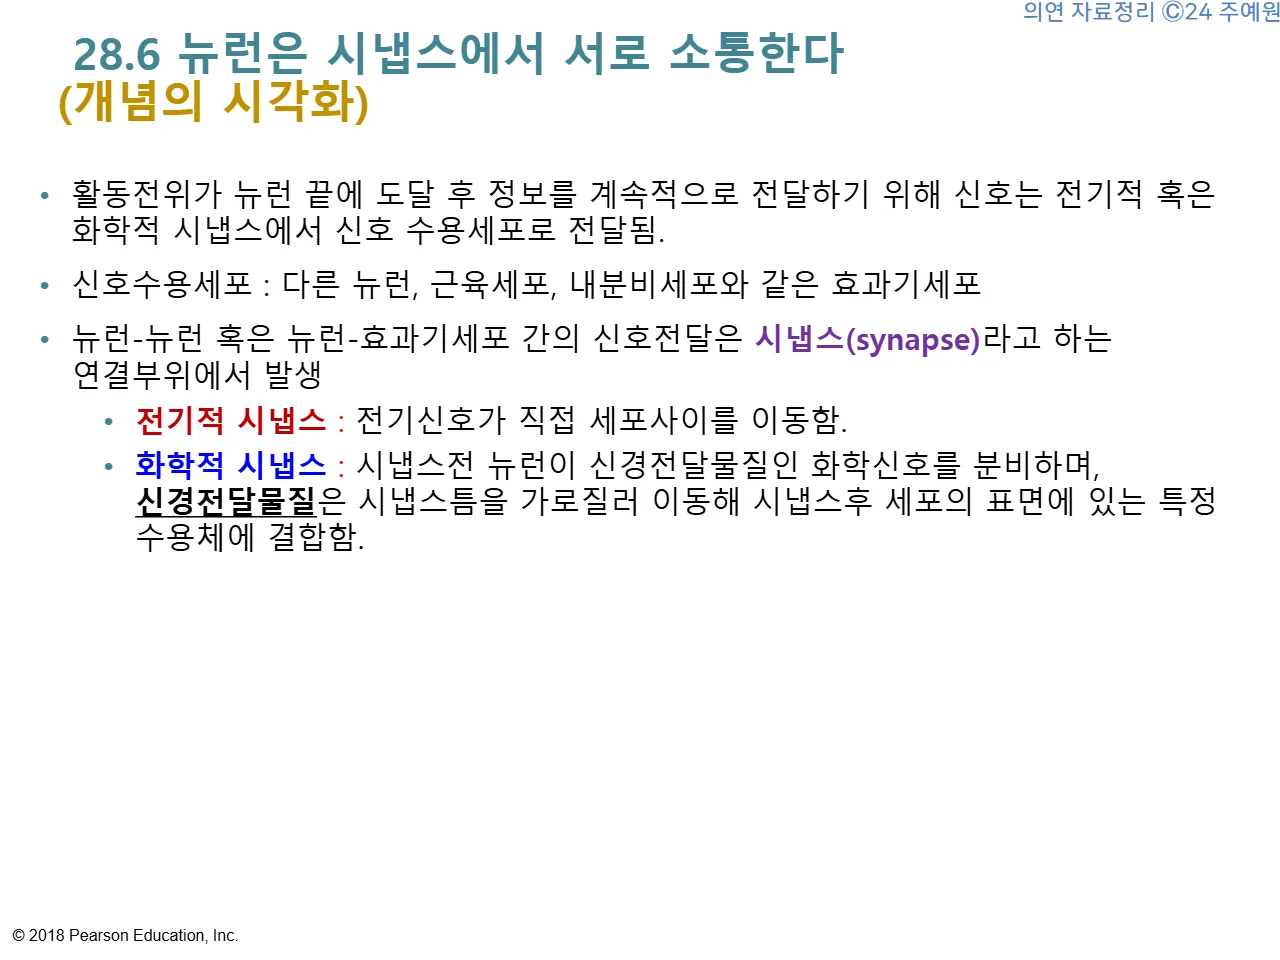 의연 자료정리 Ⓒ24 주예원
28.6 뉴런은 시냅스에서 서로 소통한다
(개념의 시각화)
• 활동전위가 뉴런 끝에 도달 후 정보를 계속적으로 전달하기 위해 신호는 전기적 혹은
화학적 시냅스에서 신호 수용세포로 전달됨.
• 신호수용세포 : 다른 뉴런, 근육세포, 내분비세포와 같은 효과기세포
• 뉴런-뉴런 혹은 뉴런-효과기세포 간의 신호전달은 시냅스(synapse)라고 하는
연결부위에서 발생
• 전기적 시냅스 : 전기신호가 직접 세포사이를 이동함.
• 화학적 시냅스 : 시냅스전 뉴런이 신경전달물질인 화학신호를 분비하며,
신경전달물질은 시냅스틈을 가로질러 이동해 시냅스후 세포의 표면에 있는 특정
수용체에 결합함.
© 2018 Pearson Education, Inc.